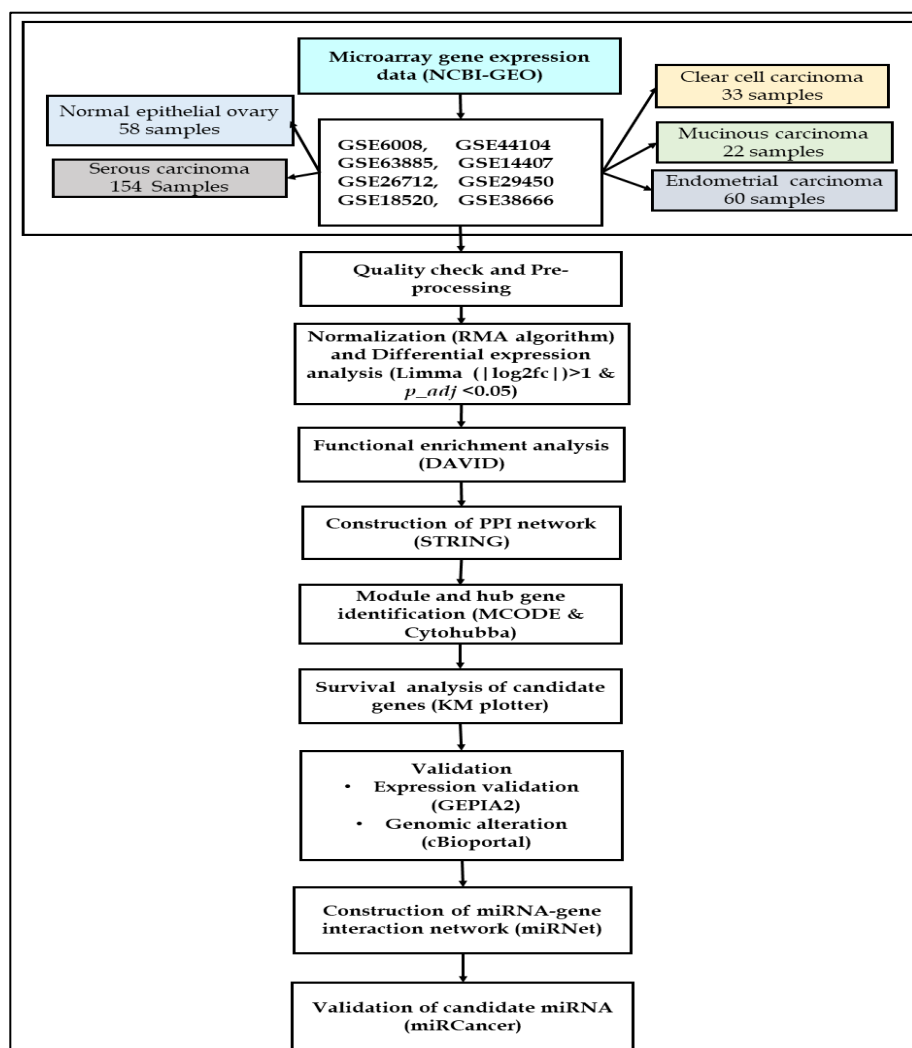 Microarray gene expression
data (NCBI-GEO)
Normal epithelial ovary
58 samples
Serous carcinoma
154 Samples
GSE6008, GSE44104
GSE63885, GSE14407
GSE26712, GSE29450
GSE18520, GSE38666
Clear cell carcinoma
33 samples
Mucinous carcinoma
22 samples
Endometrial carcinoma
60 samples
Quality check and Pre-
processing
Normalization (RMA algorithm)
and Differential expression
analysis (Limma (|log2fc|)>1 &
p_adj <0.05)
Functional enrichment analysis
(DAVID)
Construction of PPI network
(STRING)
Module and hub gene
identification (MCODE &
Cytohubba)
Survival analysis of candidate
genes (KM plotter)
Validation
• Expression validation
(GEPIA2)
• Genomic alteration
(cBioportal)
Construction of miRNA-gene
interaction network (miRNet)
Validation of candidate miRNA
(miRCancer)